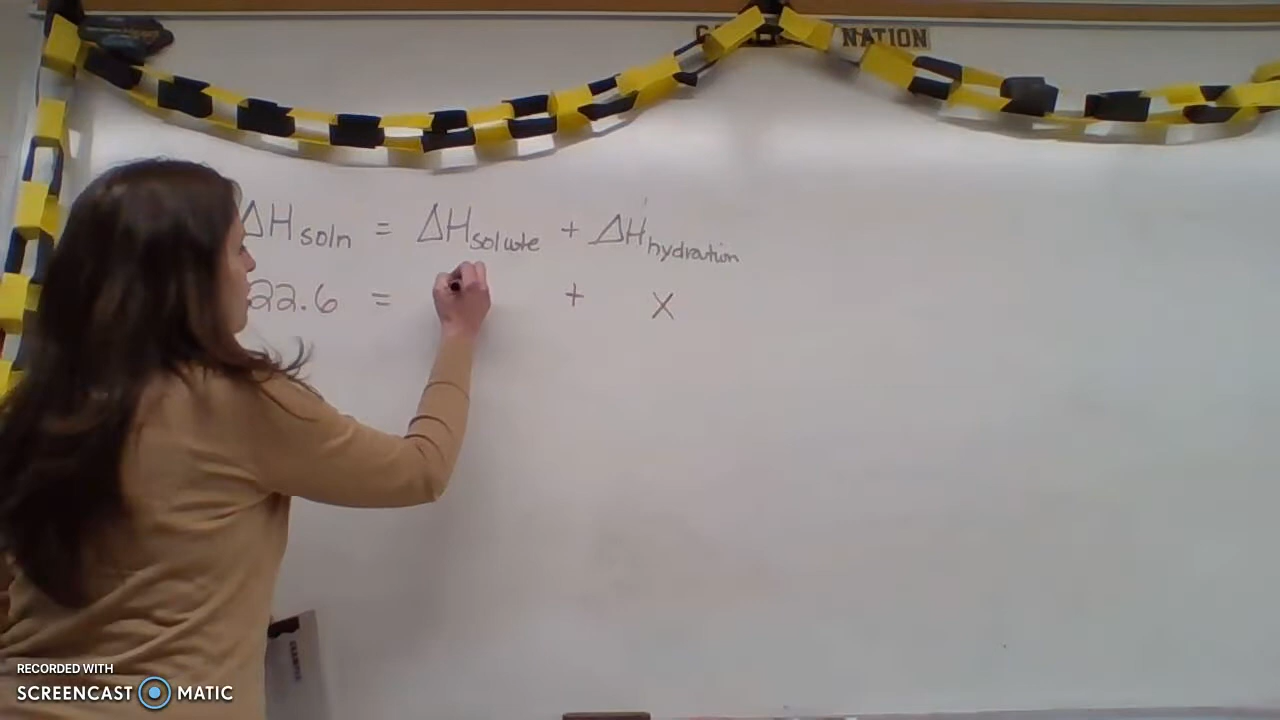 NATION
ΔH soln = ΔH solute + ΔH hydration
22.6 = + X
RECORDED WITH
SCREENCAST MATIC